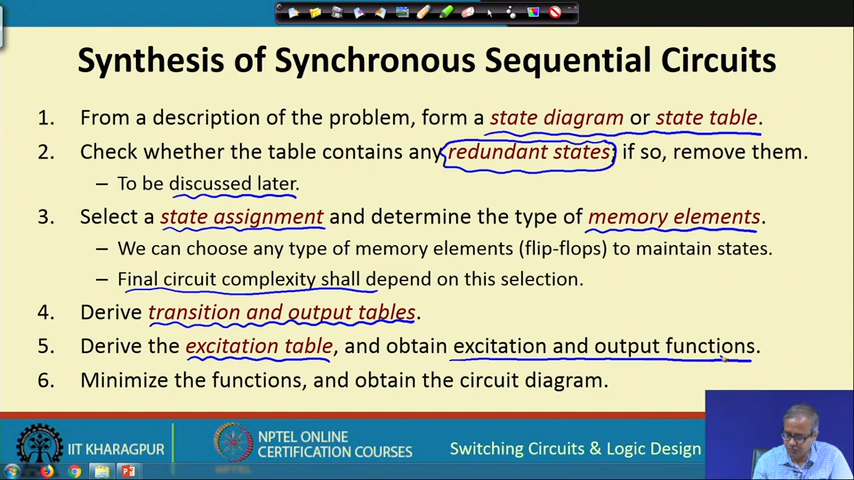 Synthesis of Synchronous Sequential Circuits
1. From a description of the problem, form a state diagram or state table.
2. Check whether the table contains any redundant states; if so, remove them.
– To be discussed later.
3. Select a state assignment and determine the type of memory elements.
– We can choose any type of memory elements (flip-flops) to maintain states.
– Final circuit complexity shall depend on this selection.
4. Derive transition and output tables.
5. Derive the excitation table, and obtain excitation and output functions.
6. Minimize the functions, and obtain the circuit diagram.
IIT KHARAGPUR
NPTEL ONLINE
CERTIFICATION COURSES
NPTEL
Switching Circuits & Logic Design